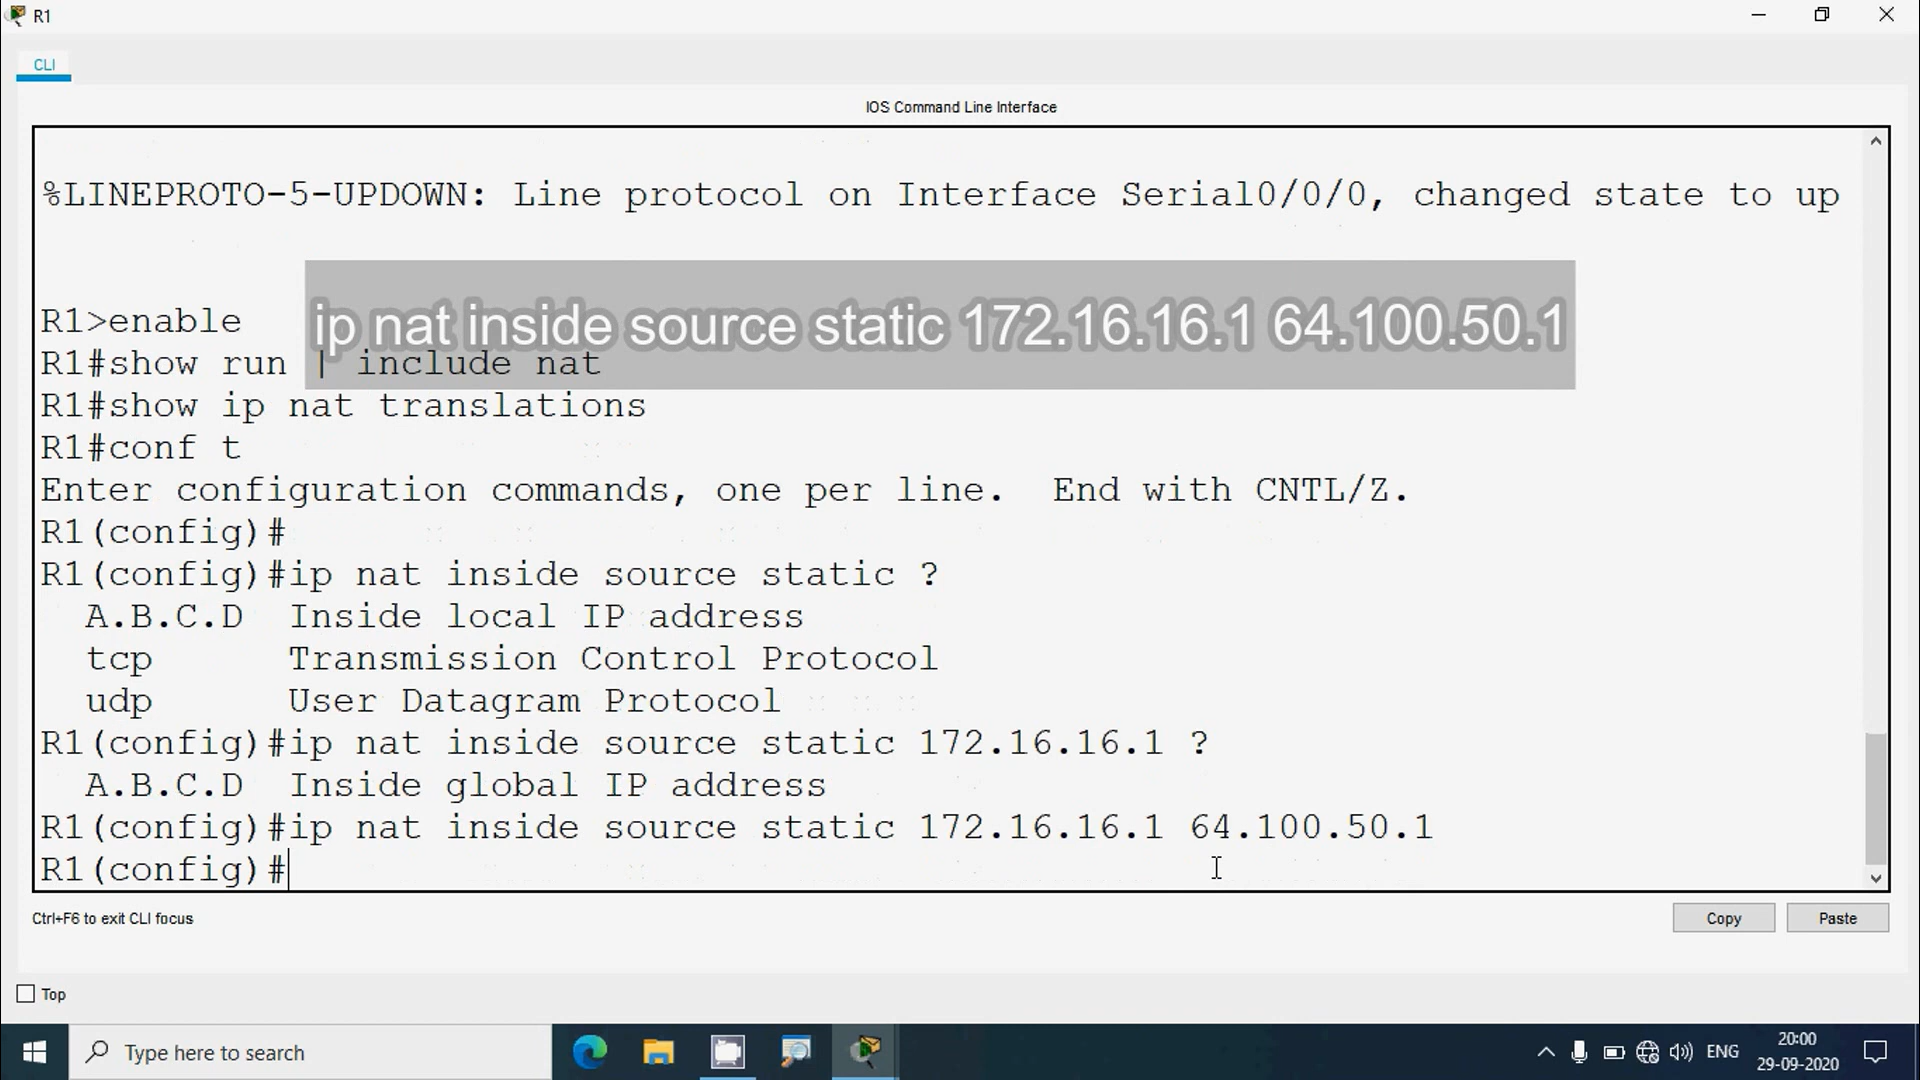 R1
CLI
IOS Command Line Interface
%LINEPROTO-5-UPDOWN: Line protocol on Interface Serial0/0/0, changed state to up
ip nat inside source static 172.16.16.1 64.100.50.1
R1>enable
R1#show run | include nat
R1#show ip nat translations
R1#conf t
Enter configuration commands, one per line.  End with CNTL/Z.
R1(config)#
R1(config)#ip nat inside source static ?
A.B.C.D  Inside local IP address
tcp      Transmission Control Protocol
udp      User Datagram Protocol
R1(config)#ip nat inside source static 172.16.16.1 ?
A.B.C.D  Inside global IP address
R1(config)#ip nat inside source static 172.16.16.1 64.100.50.1
R1(config)#
Ctrl+F6 to exit CLI focus
Copy
Paste
Top
Type here to search
ENG
20:00
29-09-2020